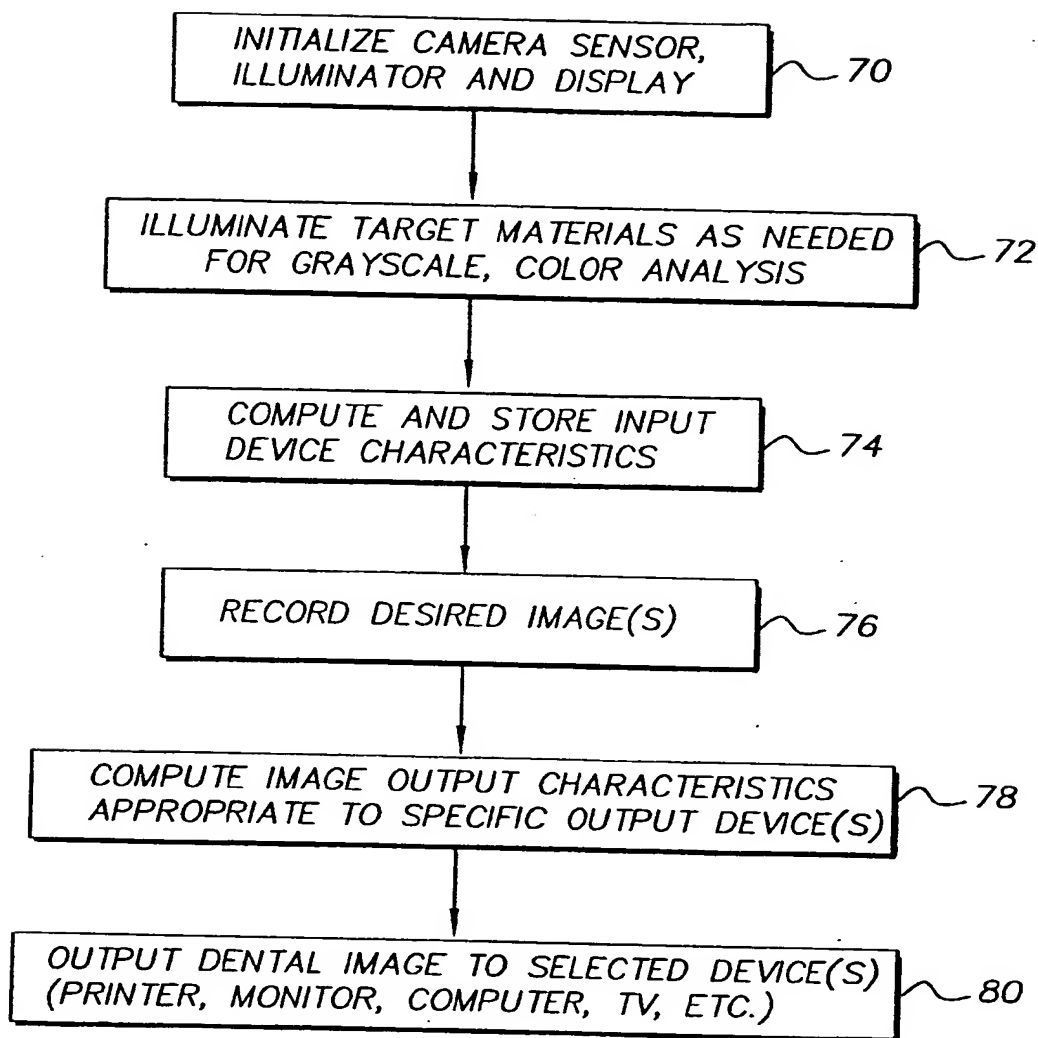 INITIALIZE CAMERA SENSOR,
ILLUMINATOR AND DISPLAY
70
ILLUMINATE TARGET MATERIALS AS NEEDED
FOR GRAYSCALE, COLOR ANALYSIS
72
COMPUTE AND STORE INPUT
DEVICE CHARACTERISTICS
74
RECORD DESIRED IMAGE(S)
76
COMPUTE IMAGE OUTPUT CHARACTERISTICS
APPROPRIATE TO SPECIFIC OUTPUT DEVICE(S)
78
OUTPUT DENTAL IMAGE TO SELECTED DEVICE(S)
(PRINTER, MONITOR, COMPUTER, TV, ETC.)
80